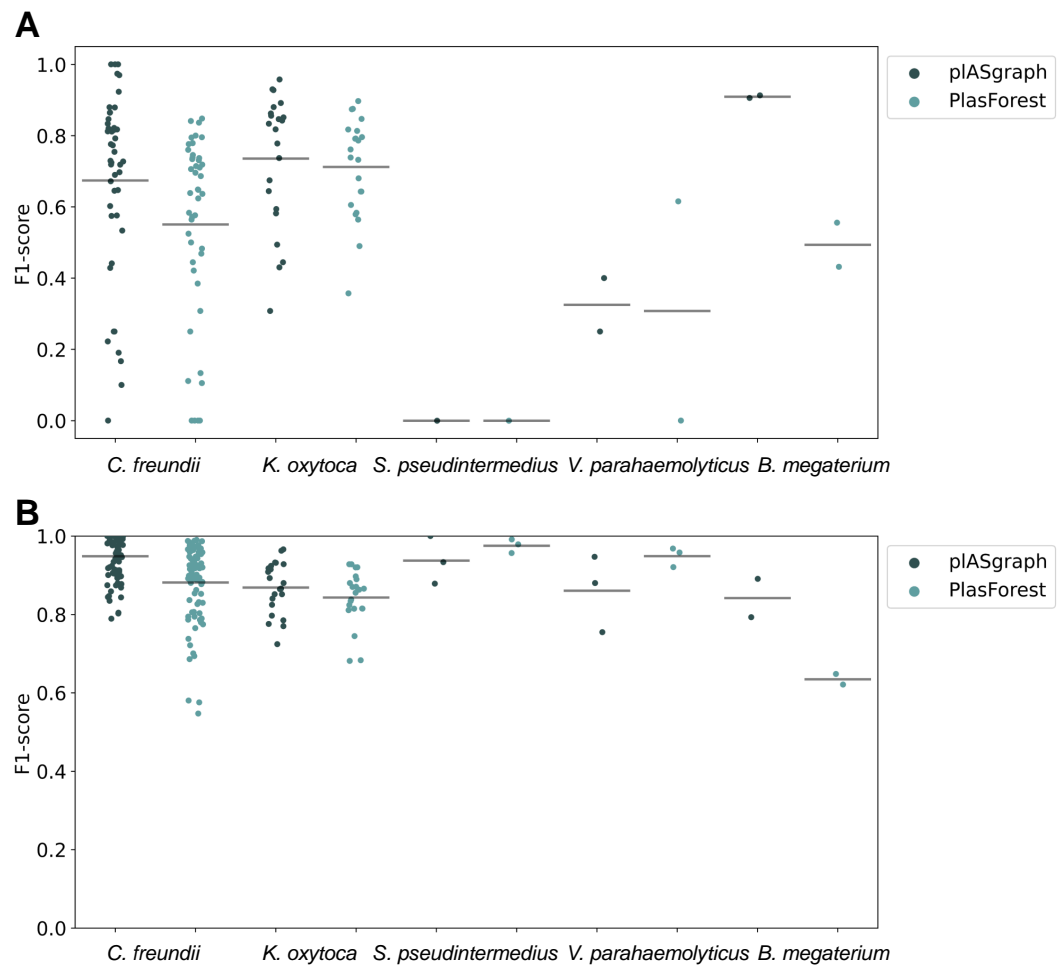 A
1.0
0.8
0.6
0.4
0.2
0.0
F1-score
C. freundii K. oxytoca S. pseudintermedius V. parahaemolyticus B. megaterium
plASgraph
PlasForest
B
1.0
0.8
0.6
0.4
0.2
0.0
F1-score
C. freundii K. oxytoca S. pseudintermedius V. parahaemolyticus B. megaterium
plASgraph
PlasForest